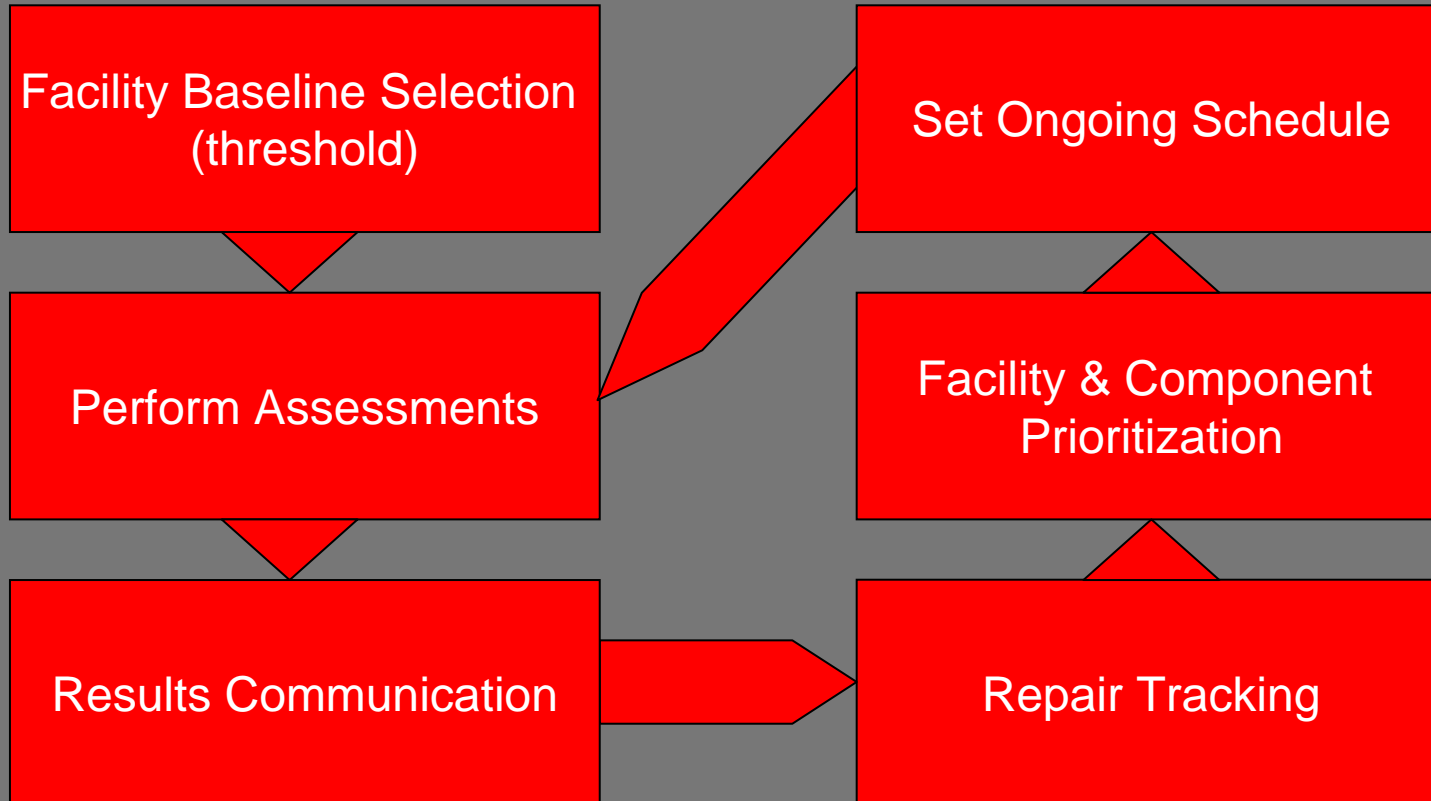 Facility Baseline Selection
(threshold)
Perform Assessments
Results Communication
Repair Tracking
Facility & Component
Prioritization
Set Ongoing Schedule